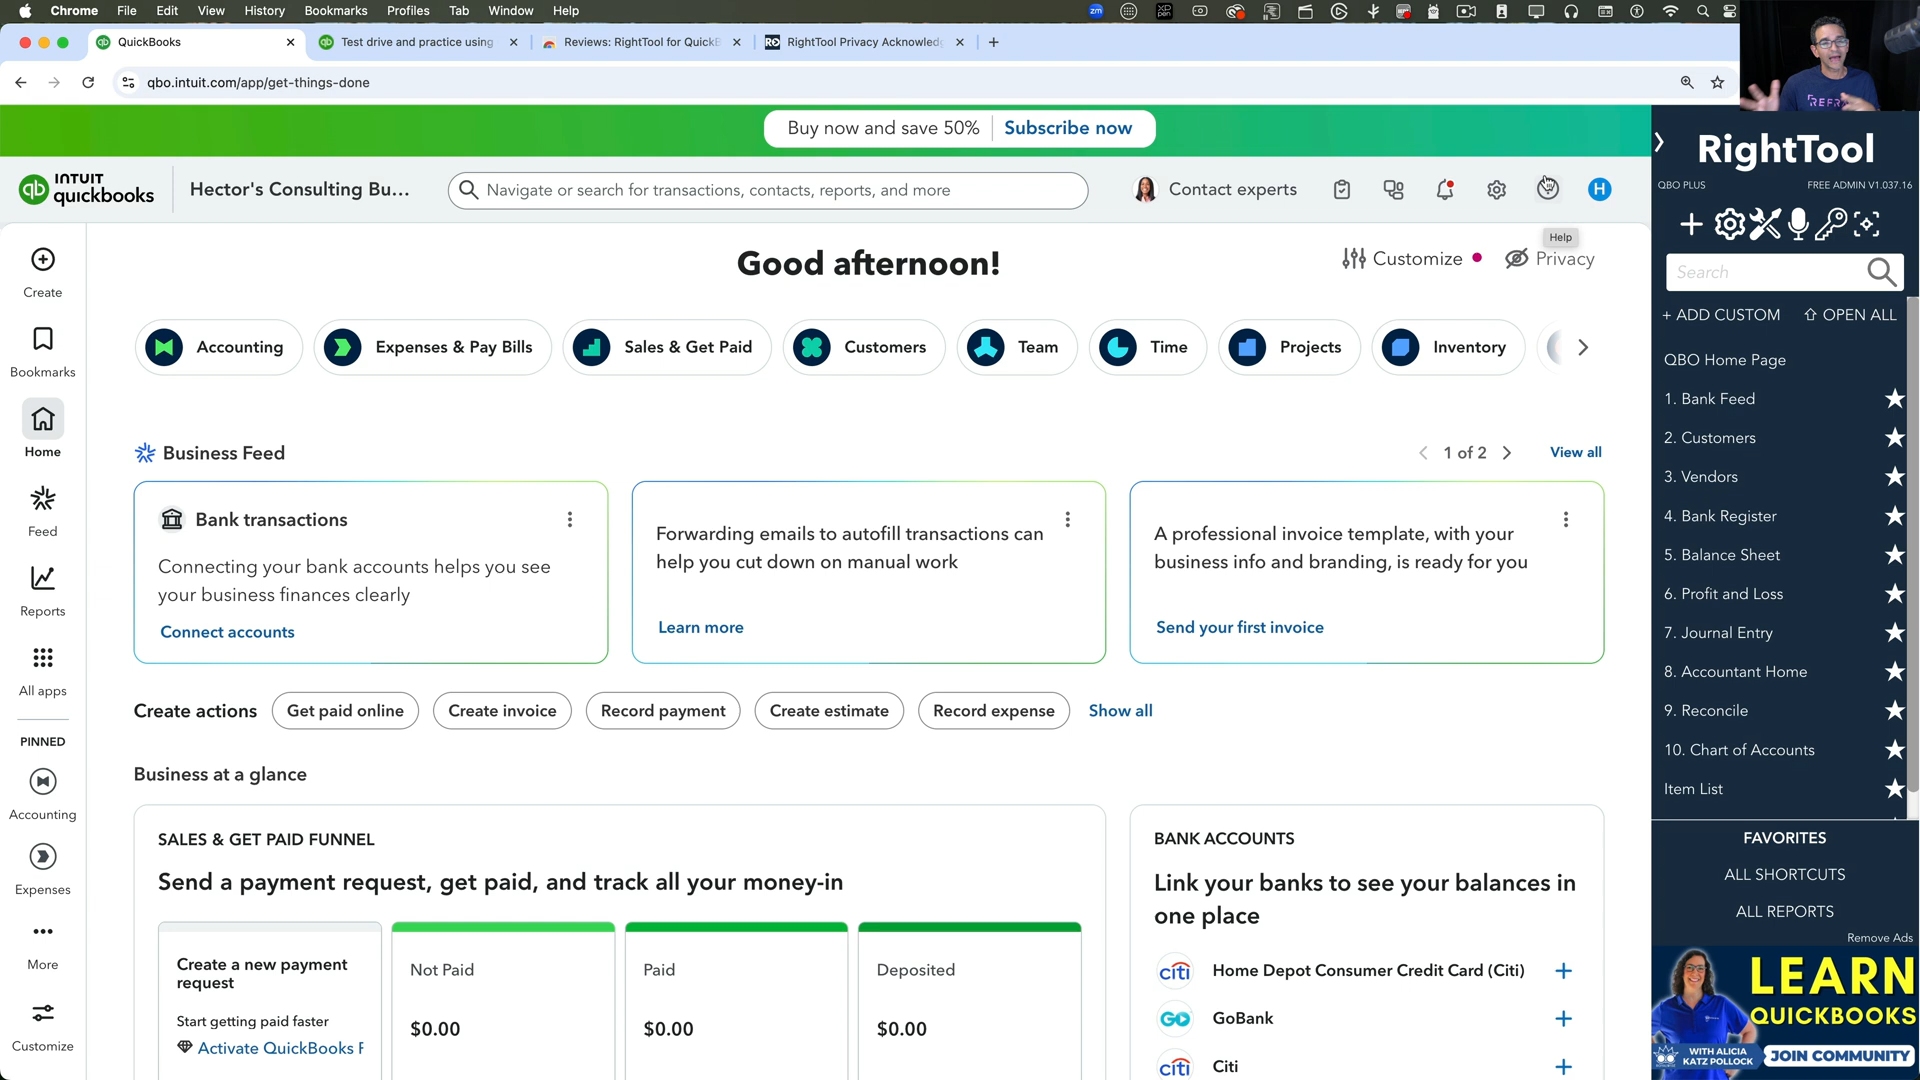 Chrome File Edit View History Bookmarks Profiles Tab Window Help
zm
XP
pen
QuickBooks
Test drive and practice using
Reviews: RightTool for QuickB
RightTool Privacy Acknowledg
qbo.intuit.com/app/get-things-done
Buy now and save 50% Subscribe now
INTUIT
quickbooks
qb
Hector's Consulting Bu...
Navigate or search for transactions, contacts, reports, and more
Contact experts
H
Help
Good afternoon!
Customize
Privacy
Create
Bookmarks
Home
Feed
Reports
All apps
PINNED
Accounting
Expenses
More
Customize
Accounting
Expenses & Pay Bills
Sales & Get Paid
Customers
Team
Time
Projects
Inventory
Business Feed
1 of 2
View all
Bank transactions
Connecting your bank accounts helps you see
your business finances clearly
Connect accounts
Forwarding emails to autofill transactions can
help you cut down on manual work
Learn more
A professional invoice template, with your
business info and branding, is ready for you
Send your first invoice
Create actions
Get paid online
Create invoice
Record payment
Create estimate
Record expense
Show all
Business at a glance
SALES & GET PAID FUNNEL
Send a payment request, get paid, and track all your money-in
Create a new payment
request
Start getting paid faster
Activate QuickBooks P
Not Paid
$0.00
Paid
$0.00
Deposited
$0.00
BANK ACCOUNTS
Link your banks to see your balances in
one place
citi
Home Depot Consumer Credit Card (Citi)
GO
GoBank
citi
Citi
REFR
RightTool
QBO PLUS
FREE ADMIN V1.037.16
Search
+ ADD CUSTOM
OPEN ALL
QBO Home Page
1. Bank Feed
2. Customers
3. Vendors
4. Bank Register
5. Balance Sheet
6. Profit and Loss
7. Journal Entry
8. Accountant Home
9. Reconcile
10. Chart of Accounts
Item List
FAVORITES
ALL SHORTCUTS
ALL REPORTS
Remove Ads
LEARN
QUICKBOOKS
WITH ALICIA
KATZ POLLOCK
JOIN COMMUNITY